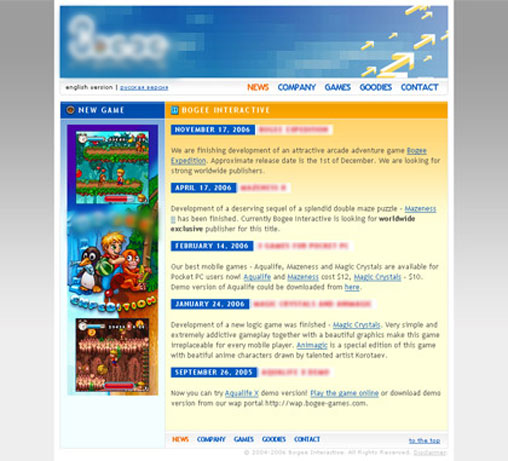 english version | русская версия
NEWS COMPANY GAMES GOODIES CONTACT
NEW GAME
BOGEE INTERACTIVE
NOVEMBER 17, 2006
We are finishing development of an attractive arcade adventure game Bogee
Expedition. Approximate release date is the 1st of December. We are looking for
strong worldwide publishers.
APRIL 17, 2006
Development of a deserving sequel of a splendid double maze puzzle - Mazeness
II has been finished. Currently Bogee Interactive is looking for worldwide
exclusive publisher for this title.
FEBRUARY 14, 2006
Our best mobile games - Aqualife, Mazeness and Magic Crystals are available for
Pocket PC users now! Aqualife and Mazeness cost $12, Magic Crystals - $10.
Demo version of Aqualife could be downloaded from here.
JANUARY 24, 2006
Development of a new logic game was finished - Magic Crystals. Very simple and
extremely addictive gameplay together with a beautiful graphics make this game
irreplaceable for every mobile player. Animagic is a special edition of this game
with beatiful anime characters drawn by talented artist Korotaev.
SEPTEMBER 26, 2005
Now you can try Aqualife X demo version! Play the game online or download demo
version from our wap portal http://wap.bogee-games.com.
NEWS COMPANY GAMES GOODIES CONTACT
to the top
© 2004-2006 Bogee Interactive. All Rights Reserved. Disclaimer